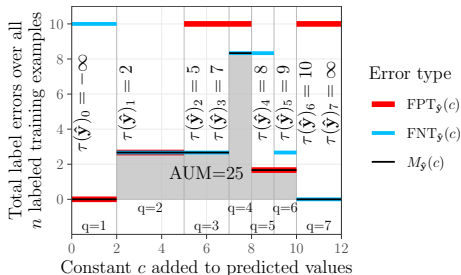 Total label errors over all
n labeled training examples
10
8
6
4
2
0
τ(ŷ)₀ = −∞
τ(ŷ)₁ = 2
τ(ŷ)₂ = 5
τ(ŷ)₃ = 7
τ(ŷ)₄ = 8
τ(ŷ)₅ = 9
τ(ŷ)₆ = 10
τ(ŷ)₇ = ∞
AUM=25
q=1
q=2
q=3
q=4
q=5
q=6
q=7
0 2 4 6 8 10 12
Constant c added to predicted values
Error type
FPT_ŷ(c)
FNT_ŷ(c)
M_ŷ(c)